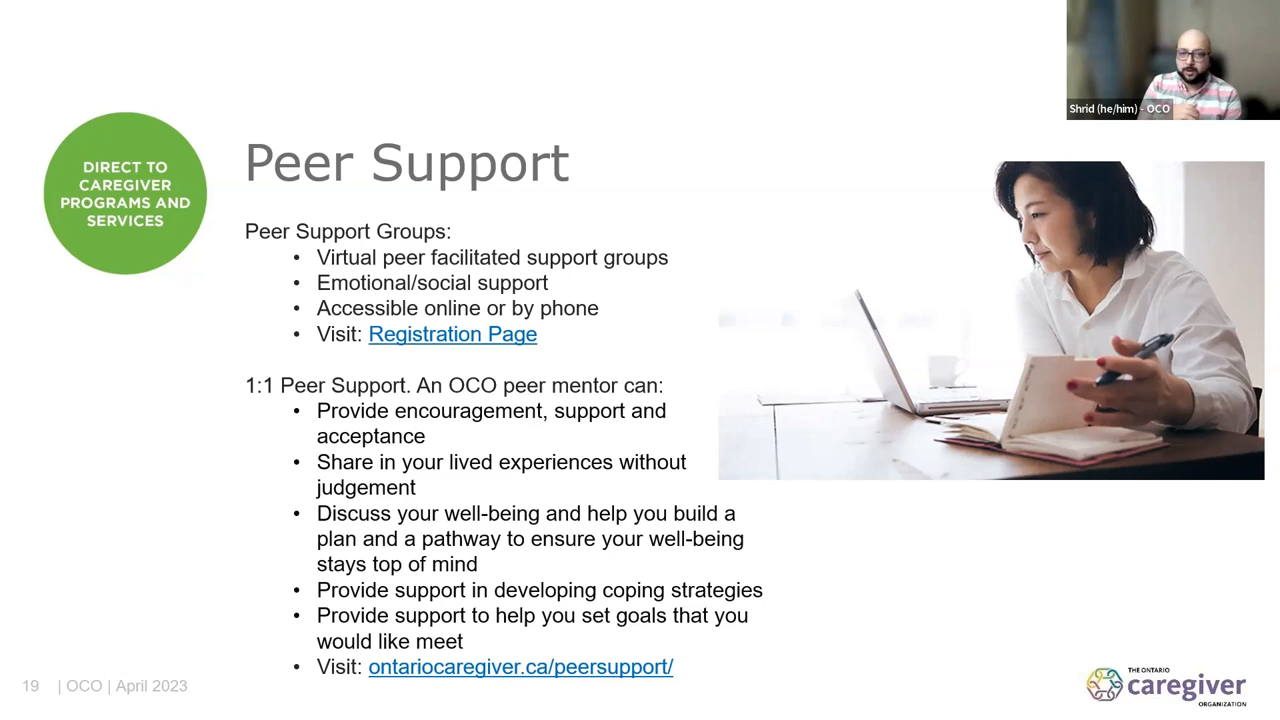 Shrid (he/him) - OCO
DIRECT TO
CAREGIVER
PROGRAMS AND
SERVICES
Peer Support
Peer Support Groups:
• Virtual peer facilitated support groups
• Emotional/social support
• Accessible online or by phone
• Visit: Registration Page
1:1 Peer Support. An OCO peer mentor can:
• Provide encouragement, support and
acceptance
• Share in your lived experiences without
judgement
• Discuss your well-being and help you build a
plan and a pathway to ensure your well-being
stays top of mind
• Provide support in developing coping strategies
• Provide support to help you set goals that you
would like meet
• Visit: ontariocaregiver.ca/peersupport/
19 | OCO | April 2023
THE ONTARIO
caregiver
ORGANIZATION